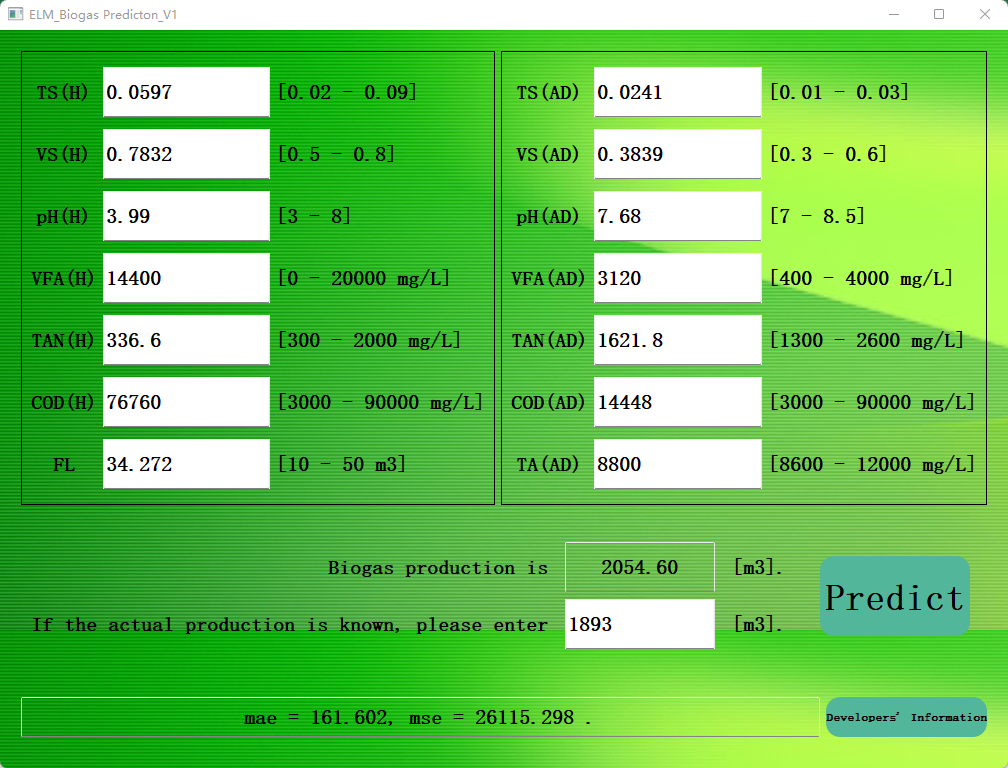 ELM_Biogas Predicton_V1
TS(H) 0.0597 [0.02 - 0.09]
VS(H) 0.7832 [0.5 - 0.8]
pH(H) 3.99 [3 - 8]
VFA(H) 14400 [0 - 20000 mg/L]
TAN(H) 336.6 [300 - 2000 mg/L]
COD(H) 76760 [3000 - 90000 mg/L]
FL 34.272 [10 - 50 m3]
TS(AD) 0.0241 [0.01 - 0.03]
VS(AD) 0.3839 [0.3 - 0.6]
pH(AD) 7.68 [7 - 8.5]
VFA(AD) 3120 [400 - 4000 mg/L]
TAN(AD) 1621.8 [1300 - 2600 mg/L]
COD(AD) 14448 [3000 - 90000 mg/L]
TA(AD) 8800 [8600 - 12000 mg/L]
Biogas production is 2054.60 [m3].
If the actual production is known, please enter 1893 [m3].
Predict
mae = 161.602, mse = 26115.298 .
Developers' Information